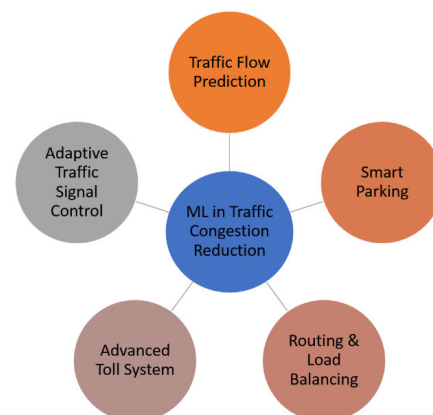 Traffic Flow
Prediction
Adaptive
Traffic
Signal
Control
Smart
Parking
ML in Traffic
Congestion
Reduction
Advanced
Toll System
Routing &
Load
Balancing